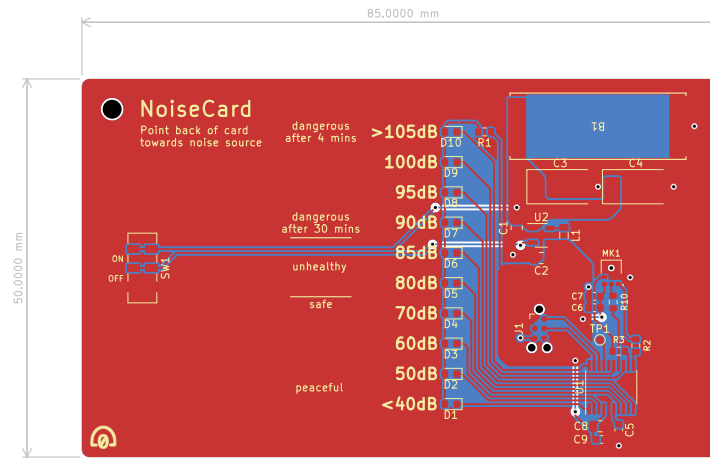 85.0000 mm
50.0000 mm
NoiseCard
Point back of card
towards noise source
dangerous
after 4 mins
>105dB
D10
R1
B1
100dB
D9
C3
C4
95dB
D8
dangerous
after 30 mins
90dB
D7
C1
U2
L1
ON
OFF
SW1
unhealthy
85dB
D6
C2
MK1
80dB
D5
safe
C7
C6
R10
70dB
D4
J1
TP1
60dB
D3
R3
R2
peaceful
50dB
D2
U1
<40dB
D1
C8
C9
C5